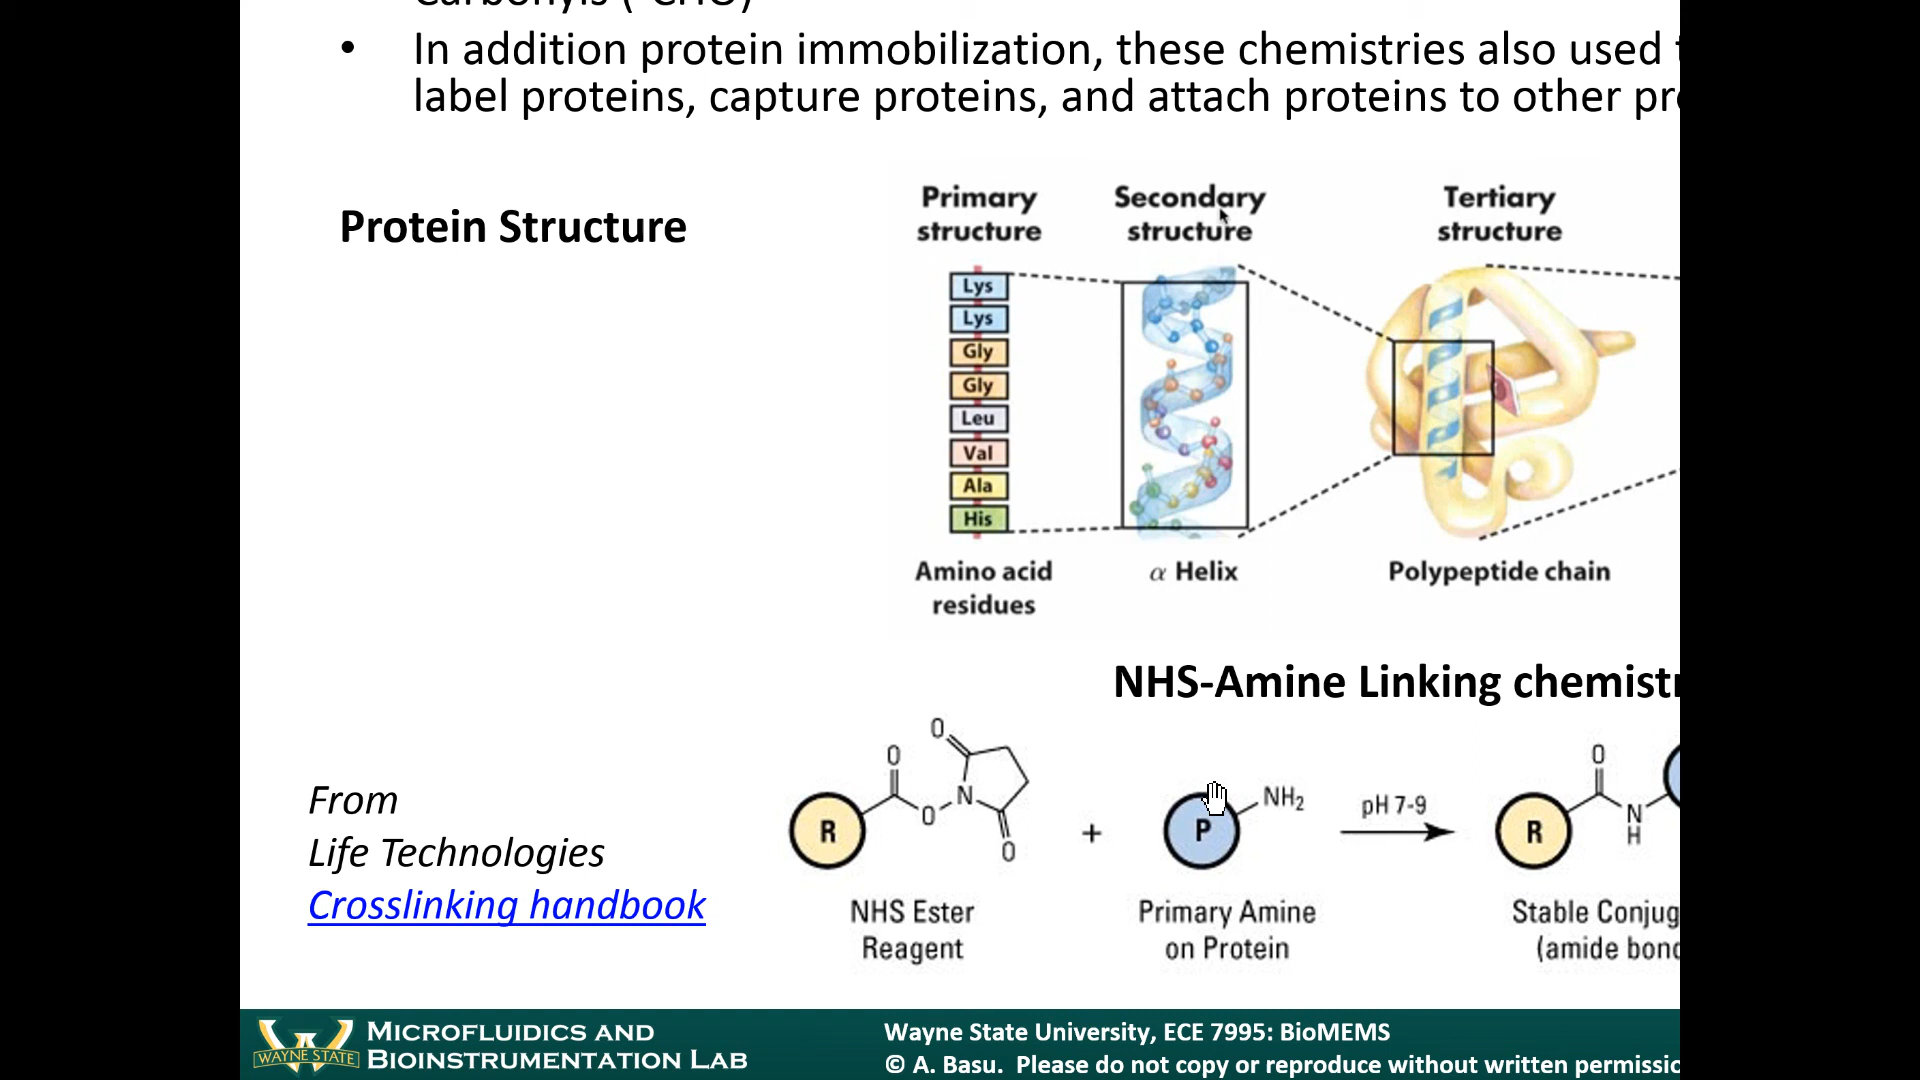 Carbonyls (-CHO)
• In addition protein immobilization, these chemistries also used t
label proteins, capture proteins, and attach proteins to other pro
Protein Structure
Primary structure
Secondary structure
Tertiary structure
Lys
Lys
Gly
Gly
Leu
Val
Ala
His
Amino acid residues
α Helix
Polypeptide chain
NHS-Amine Linking chemistr
From
Life Technologies
Crosslinking handbook
O
O
O
N
O
R
+
P
NH2
pH 7-9
O
N
H
R
NHS Ester Reagent
Primary Amine on Protein
Stable Conjug
(amide bond
WAYNE STATE
MICROFLUIDICS AND
BIOINSTRUMENTATION LAB
Wayne State University, ECE 7995: BioMEMS
© A. Basu. Please do not copy or reproduce without written permissio